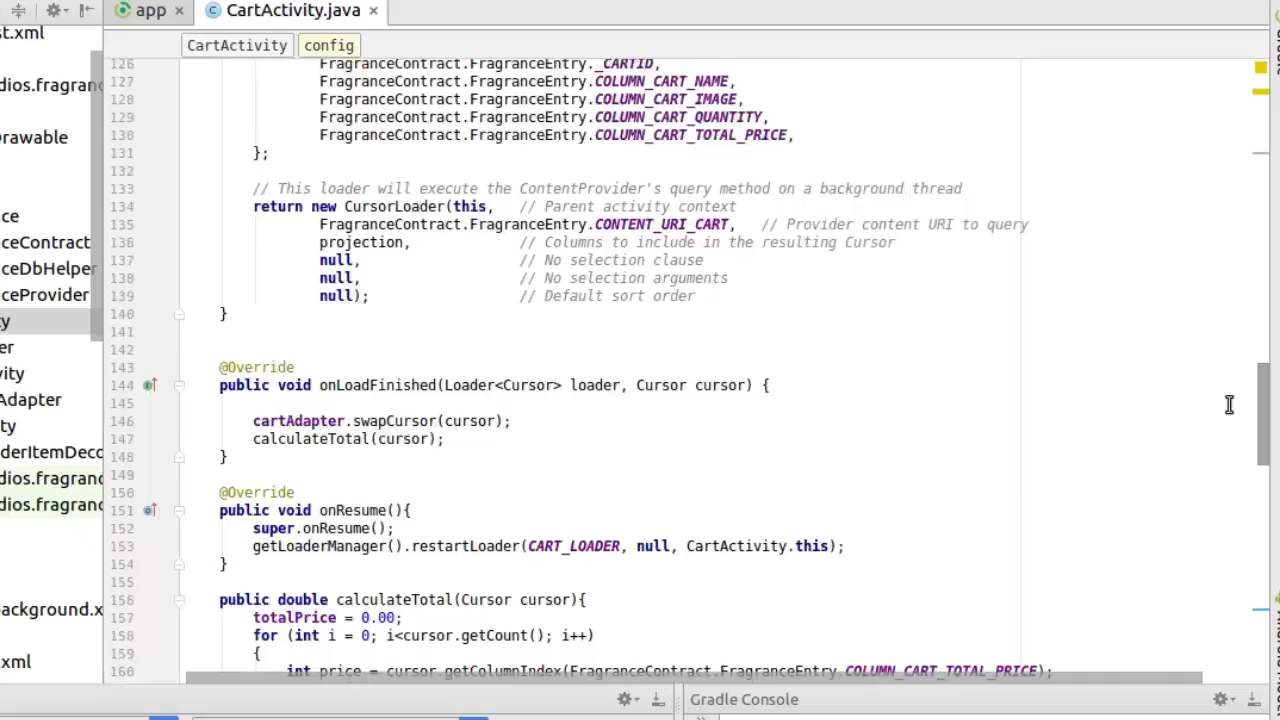 app
CartActivity.java
st.xml
CartActivity
config
dios.fragranc
Drawable
ce
ceContract
ceDbHelper
ceProvider
ty
er
vity
Adapter
ty
derItemDeco
dios.fragranc
dios.fragranc
background.x
xml
126 FragranceContract.FragranceEntry._CARTID,
127 FragranceContract.FragranceEntry.COLUMN_CART_NAME,
128 FragranceContract.FragranceEntry.COLUMN_CART_IMAGE,
129 FragranceContract.FragranceEntry.COLUMN_CART_QUANTITY,
130 FragranceContract.FragranceEntry.COLUMN_CART_TOTAL_PRICE,
131 };
132
133 // This loader will execute the ContentProvider's query method on a background thread
134 return new CursorLoader(this, // Parent activity context
135 FragranceContract.FragranceEntry.CONTENT_URI_CART, // Provider content URI to query
136 projection, // Columns to include in the resulting Cursor
137 null, // No selection clause
138 null, // No selection arguments
139 null); // Default sort order
140 }
141
142
143 @Override
144 public void onLoadFinished(Loader<Cursor> loader, Cursor cursor) {
145
146 cartAdapter.swapCursor(cursor);
147 calculateTotal(cursor);
148 }
149
150 @Override
151 public void onResume(){
152 super.onResume();
153 getLoaderManager().restartLoader(CART_LOADER, null, CartActivity.this);
154 }
155
156 public double calculateTotal(Cursor cursor){
157 totalPrice = 0.00;
158 for (int i = 0; i<cursor.getCount(); i++)
159 {
160 int price = cursor.getColumnIndex(FragranceContract.FragranceEntry.COLUMN_CART_TOTAL_PRICE);
Gradle Console